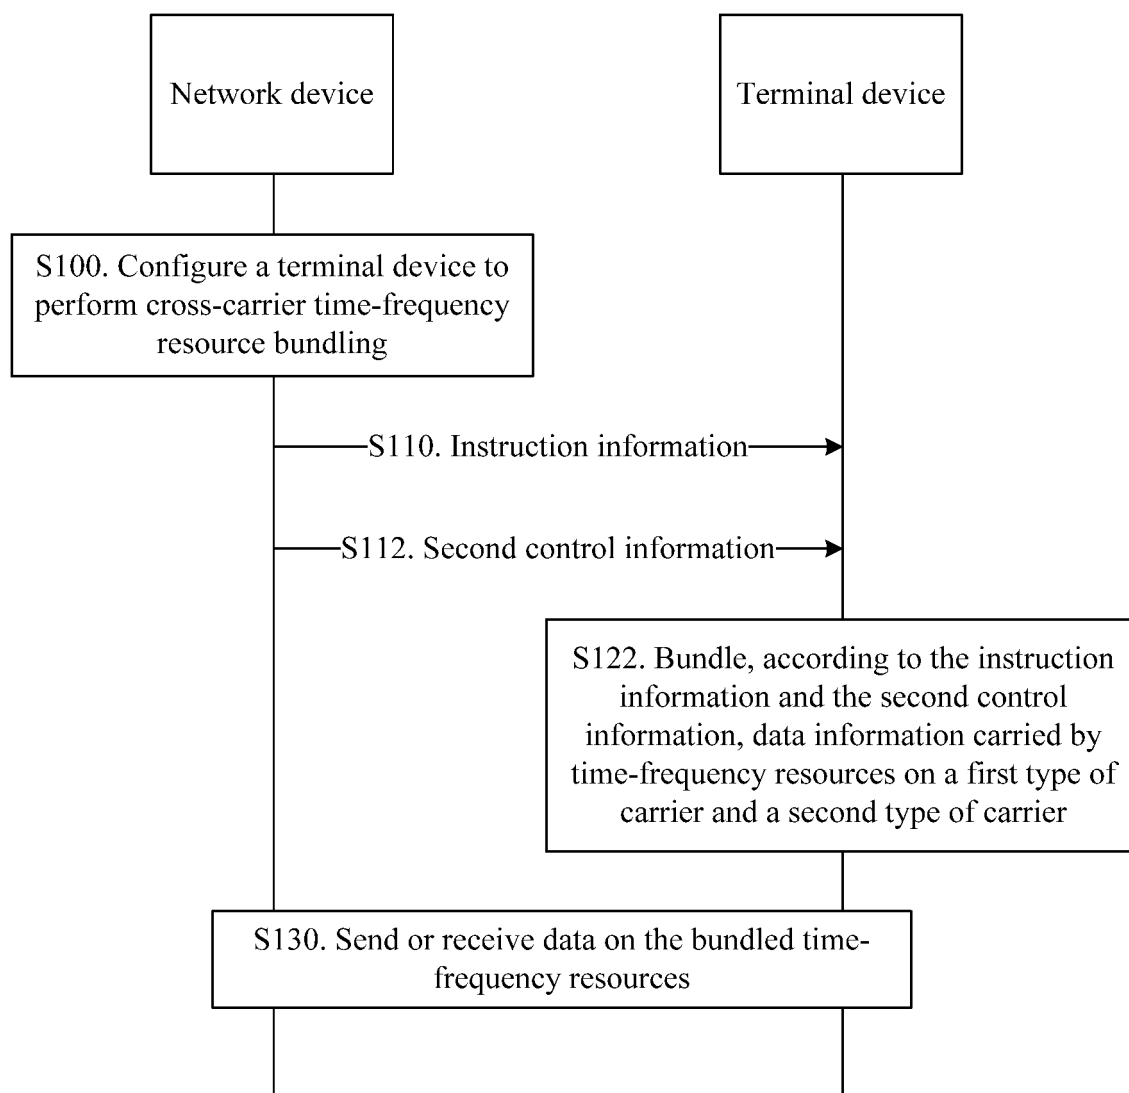 Network device
Terminal device
S100. Configure a terminal device to
perform cross-carrier time-frequency
resource bundling
S110. Instruction information
S112. Second control information
S122. Bundle, according to the instruction
information and the second control
information, data information carried by
time-frequency resources on a first type of
carrier and a second type of carrier
S130. Send or receive data on the bundled time-
frequency resources